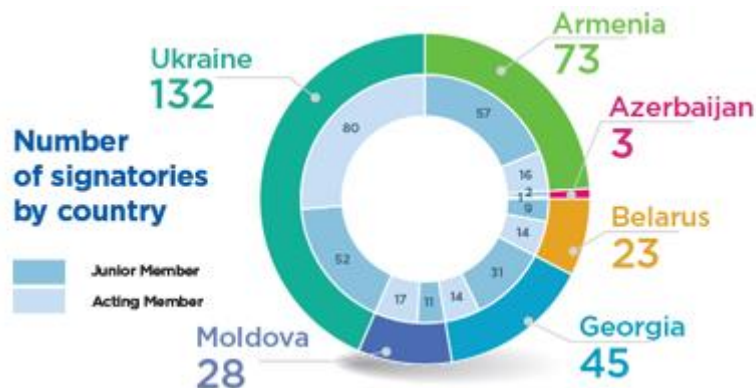 Number
of signatories
by country
Junior Member
Acting Member
Ukraine
132
Armenia
73
Azerbaijan
3
Belarus
23
Georgia
45
Moldova
28
57
16
2
1
9
14
31
14
11
17
52
80